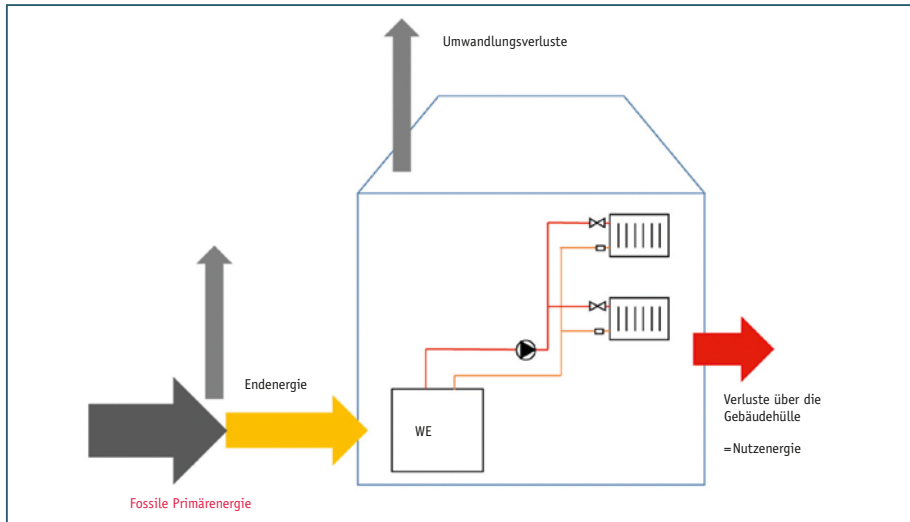 Umwandlungsverluste
Endenergie
WE
Verluste über die
Gebäudehülle
=Nutzenergie
Fossile Primärenergie